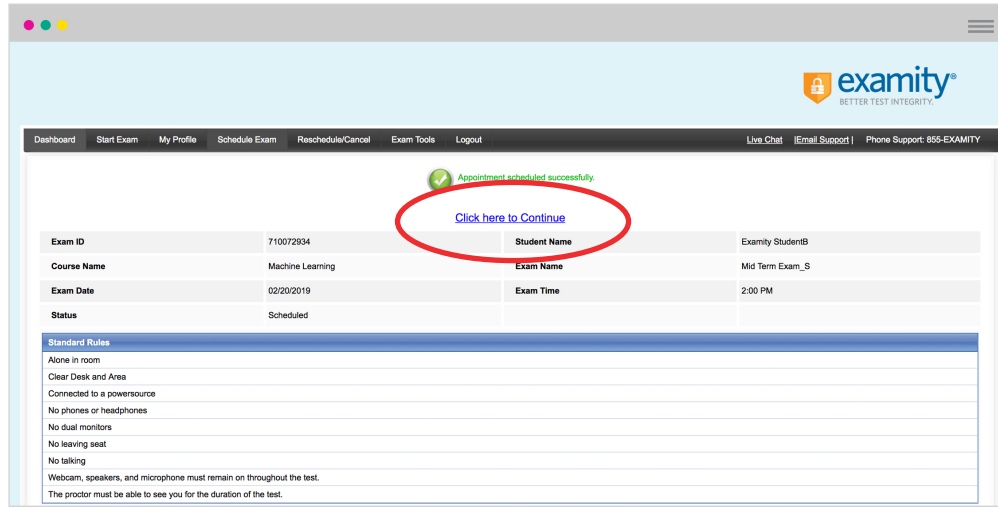 examity®
BETTER TEST INTEGRITY.
Dashboard Start Exam My Profile Schedule Exam Reschedule/Cancel Exam Tools Logout Live Chat |Email Support| Phone Support: 855-EXAMITY
Appointment scheduled successfully.
Click here to Continue
Exam ID 710072934 Student Name Examity StudentB
Course Name Machine Learning Exam Name Mid Term Exam_S
Exam Date 02/20/2019 Exam Time 2:00 PM
Status Scheduled
Standard Rules
Alone in room
Clear Desk and Area
Connected to a powersource
No phones or headphones
No dual monitors
No leaving seat
No talking
Webcam, speakers, and microphone must remain on throughout the test.
The proctor must be able to see you for the duration of the test.